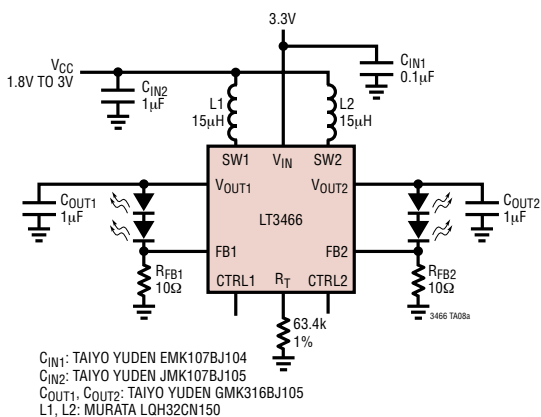 3.3V
VCC
1.8V TO 3V
CIN2
1µF
L1
15µH
L2
15µH
CIN1
0.1µF
SW1
VIN
SW2
VOUT1
VOUT2
LT3466
COUT1
1µF
COUT2
1µF
FB1
FB2
RFB1
10Ω
RFB2
10Ω
CTRL1
RT
CTRL2
63.4k
1%
3466 TA08a
CIN1: TAIYO YUDEN EMK107BJ104
CIN2: TAIYO YUDEN JMK107BJ105
COUT1, COUT2: TAIYO YUDEN GMK316BJ105
L1, L2: MURATA LQH32CN150